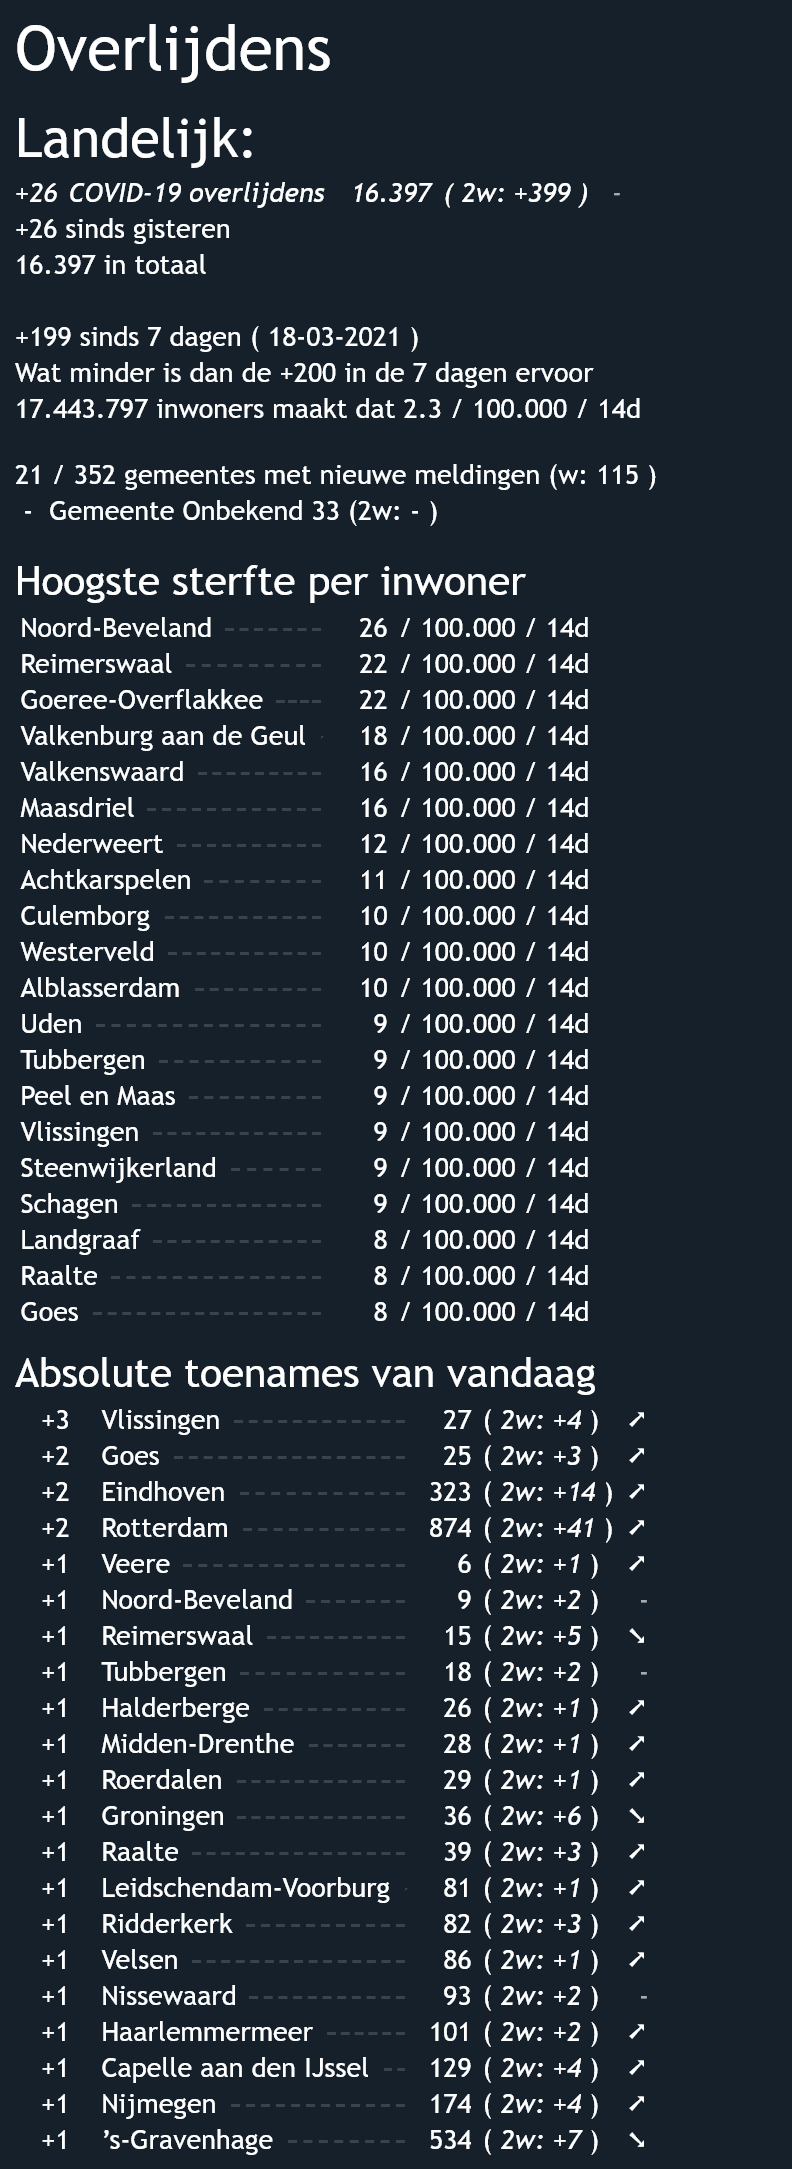 Overlijdens
Landelijk:
+26 COVID-19 overlijdens 16.397 ( 2w: +399 ) -
+26 sinds gisteren
16.397 in totaal
+199 sinds 7 dagen ( 18-03-2021 )
Wat minder is dan de +200 in de 7 dagen ervoor
17.443.797 inwoners maakt dat 2.3 / 100.000 / 14d
21 / 352 gemeentes met nieuwe meldingen (w: 115 )
- Gemeente Onbekend 33 (2w: - )
Hoogste sterfte per inwoner
Noord-Beveland ------- 26 / 100.000 / 14d
Reimerswaal --------- 22 / 100.000 / 14d
Goeree-Overflakkee ---- 22 / 100.000 / 14d
Valkenburg aan de Geul 18 / 100.000 / 14d
Valkenswaard --------- 16 / 100.000 / 14d
Maasdriel ------------ 16 / 100.000 / 14d
Nederweert ---------- 12 / 100.000 / 14d
Achtkarspelen -------- 11 / 100.000 / 14d
Culemborg ----------- 10 / 100.000 / 14d
Westerveld ----------- 10 / 100.000 / 14d
Alblasserdam --------- 10 / 100.000 / 14d
Uden ---------------- 9 / 100.000 / 14d
Tubbergen ----------- 9 / 100.000 / 14d
Peel en Maas --------- 9 / 100.000 / 14d
Vlissingen ------------ 9 / 100.000 / 14d
Steenwijkerland ------ 9 / 100.000 / 14d
Schagen ------------- 9 / 100.000 / 14d
Landgraaf ------------ 8 / 100.000 / 14d
Raalte --------------- 8 / 100.000 / 14d
Goes ---------------- 8 / 100.000 / 14d
Absolute toenames van vandaag
+3 Vlissingen ------------ 27 ( 2w: +4 ) ➚
+2 Goes ---------------- 25 ( 2w: +3 ) ➚
+2 Eindhoven ----------- 323 ( 2w: +14 ) ➚
+2 Rotterdam ----------- 874 ( 2w: +41 ) ➚
+1 Veere --------------- 6 ( 2w: +1 ) ➚
+1 Noord-Beveland ------- 9 ( 2w: +2 ) -
+1 Reimerswaal ---------- 15 ( 2w: +5 ) ➘
+1 Tubbergen ----------- 18 ( 2w: +2 ) -
+1 Halderberge ---------- 26 ( 2w: +1 ) ➚
+1 Midden-Drenthe ------- 28 ( 2w: +1 ) ➚
+1 Roerdalen ------------ 29 ( 2w: +1 ) ➚
+1 Groningen ------------ 36 ( 2w: +6 ) ➘
+1 Raalte --------------- 39 ( 2w: +3 ) ➚
+1 Leidschendam-Voorburg 81 ( 2w: +1 ) ➚
+1 Ridderkerk ----------- 82 ( 2w: +3 ) ➚
+1 Velsen --------------- 86 ( 2w: +1 ) ➚
+1 Nissewaard ----------- 93 ( 2w: +2 ) -
+1 Haarlemmermeer ------ 101 ( 2w: +2 ) ➚
+1 Capelle aan den IJssel -- 129 ( 2w: +4 ) ➚
+1 Nijmegen ------------ 174 ( 2w: +4 ) ➚
+1 ’s-Gravenhage -------- 534 ( 2w: +7 ) ➘